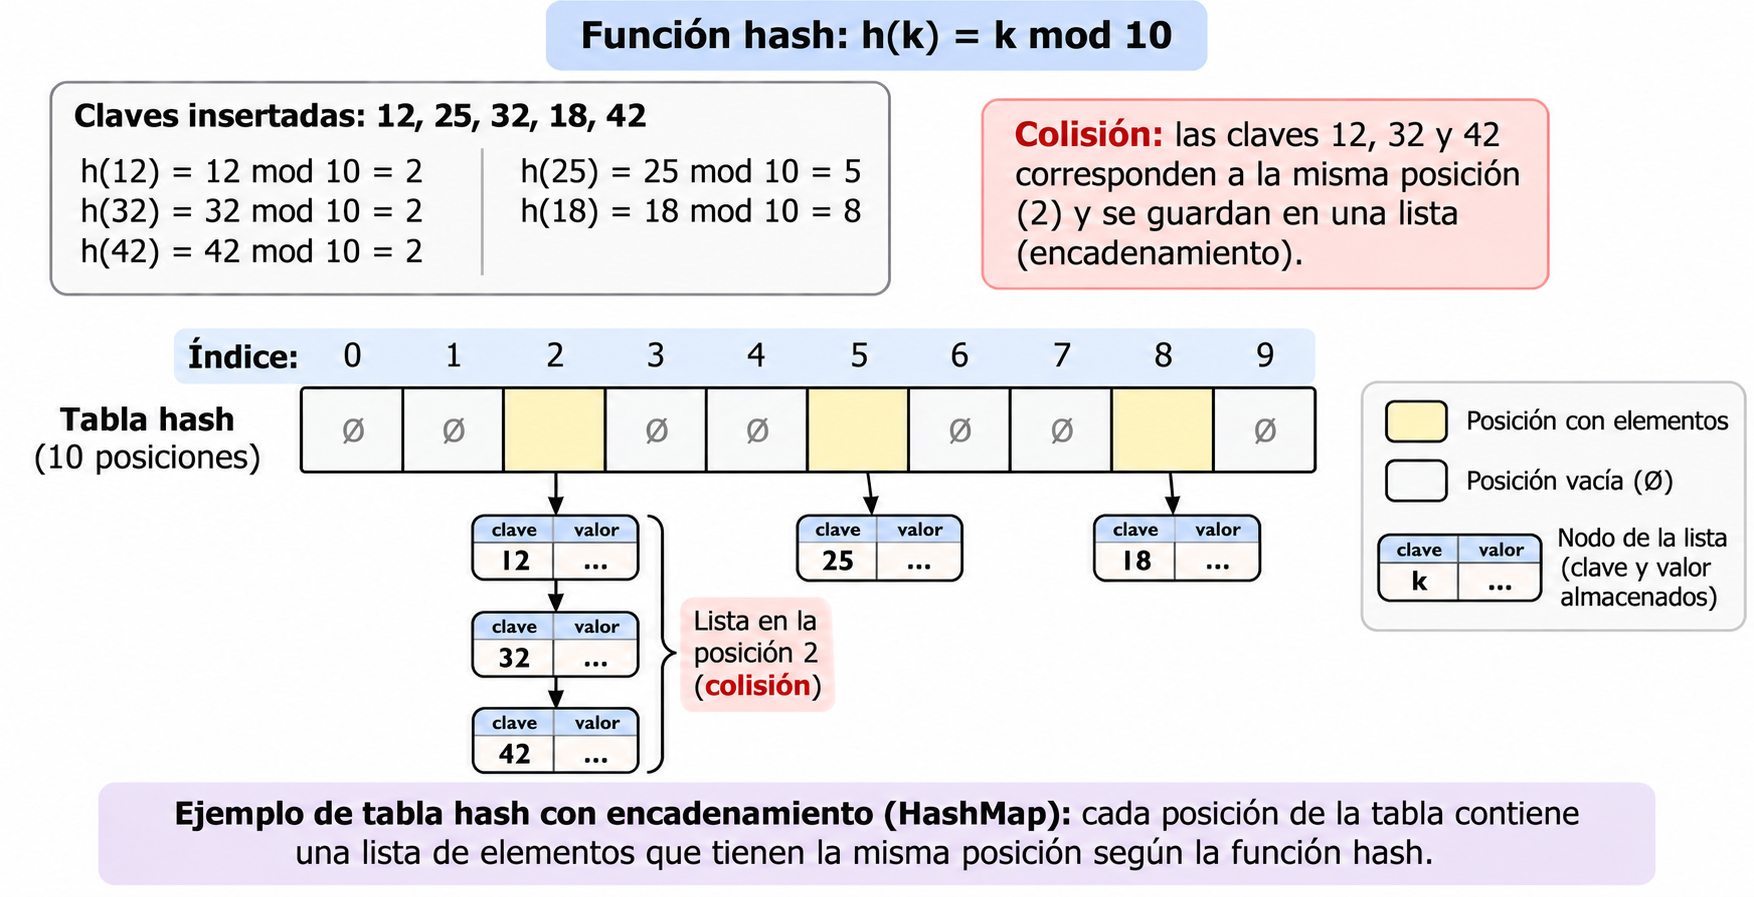 Función hash: h(k) = k mod 10
Claves insertadas: 12, 25, 32, 18, 42
h(12) = 12 mod 10 = 2
h(32) = 32 mod 10 = 2
h(42) = 42 mod 10 = 2
h(25) = 25 mod 10 = 5
h(18) = 18 mod 10 = 8
Colisión: las claves 12, 32 y 42
corresponden a la misma posición
(2) y se guardan en una lista
(encadenamiento).
Índice: 0 1 2 3 4 5 6 7 8 9
Tabla hash
(10 posiciones)
Ø Ø Ø Ø Ø Ø Ø
clave valor
12 ...
clave valor
32 ...
clave valor
42 ...
Lista en la
posición 2
(colisión)
clave valor
25 ...
clave valor
18 ...
Posición con elementos
Posición vacía (Ø)
clave valor
k ...
Nodo de la lista
(clave y valor
almacenados)
Ejemplo de tabla hash con encadenamiento (HashMap): cada posición de la tabla contiene
una lista de elementos que tienen la misma posición según la función hash.